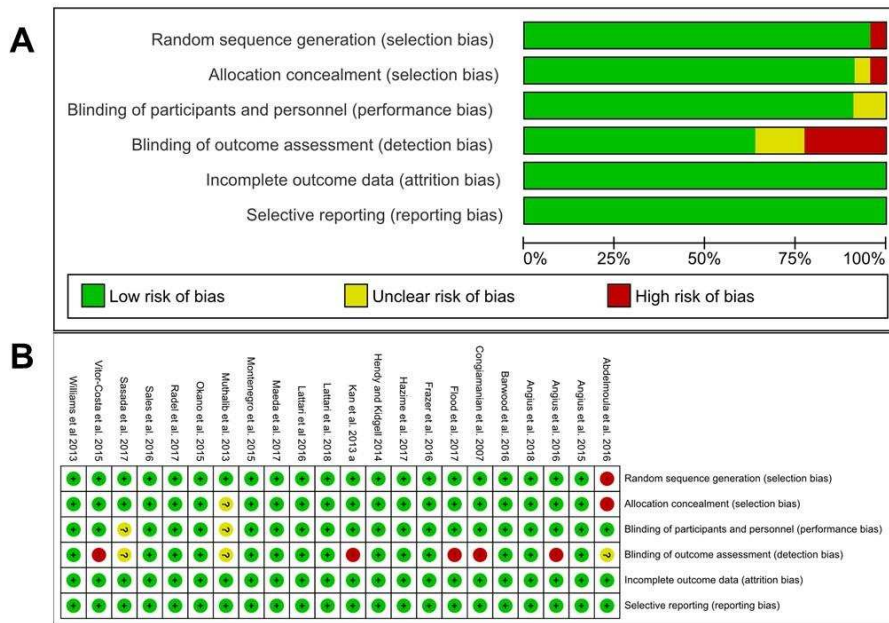 A
Random sequence generation (selection bias)
Allocation concealment (selection bias)
Blinding of participants and personnel (performance bias)
Blinding of outcome assessment (detection bias)
Incomplete outcome data (attrition bias)
Selective reporting (reporting bias)
0% 25% 50% 75% 100%
Low risk of bias Unclear risk of bias High risk of bias
B
Williams et al 2013
Vitor-Costa et al. 2015
Sasada et al. 2017
Sales et al. 2016
Radel et al. 2017
Okano et al. 2015
Muthalib et al. 2013
Montenegro et al. 2015
Maeda et al. 2017
Lattari et al 2016
Lattari et al. 2018
Kan et al. 2013 a
Hendy and Kidgell 2014
Hazime et al. 2017
Frazer et al. 2016
Flood et al. 2017
Congiamanian et al. 2007
Barwood et al. 2016
Angius et al. 2018
Angius et al. 2016
Angius et al. 2015
Abdelmoula et al. 2016
+ + + + + + + + + + + + + + + + + + + + + Random sequence generation (selection bias)
+ + + + + + ? + + + + + + + + + + + + + + Allocation concealment (selection bias)
+ + ? + + + ? + + + + + + + + + + + + + + + Blinding of participants and personnel (performance bias)
+ ? + + + ? + + + + + + + + + + ? Blinding of outcome assessment (detection bias)
+ + + + + + + + + + + + + + + + + + + + + + Incomplete outcome data (attrition bias)
+ + + + + + + + + + + + + + + + + + + + + + Selective reporting (reporting bias)